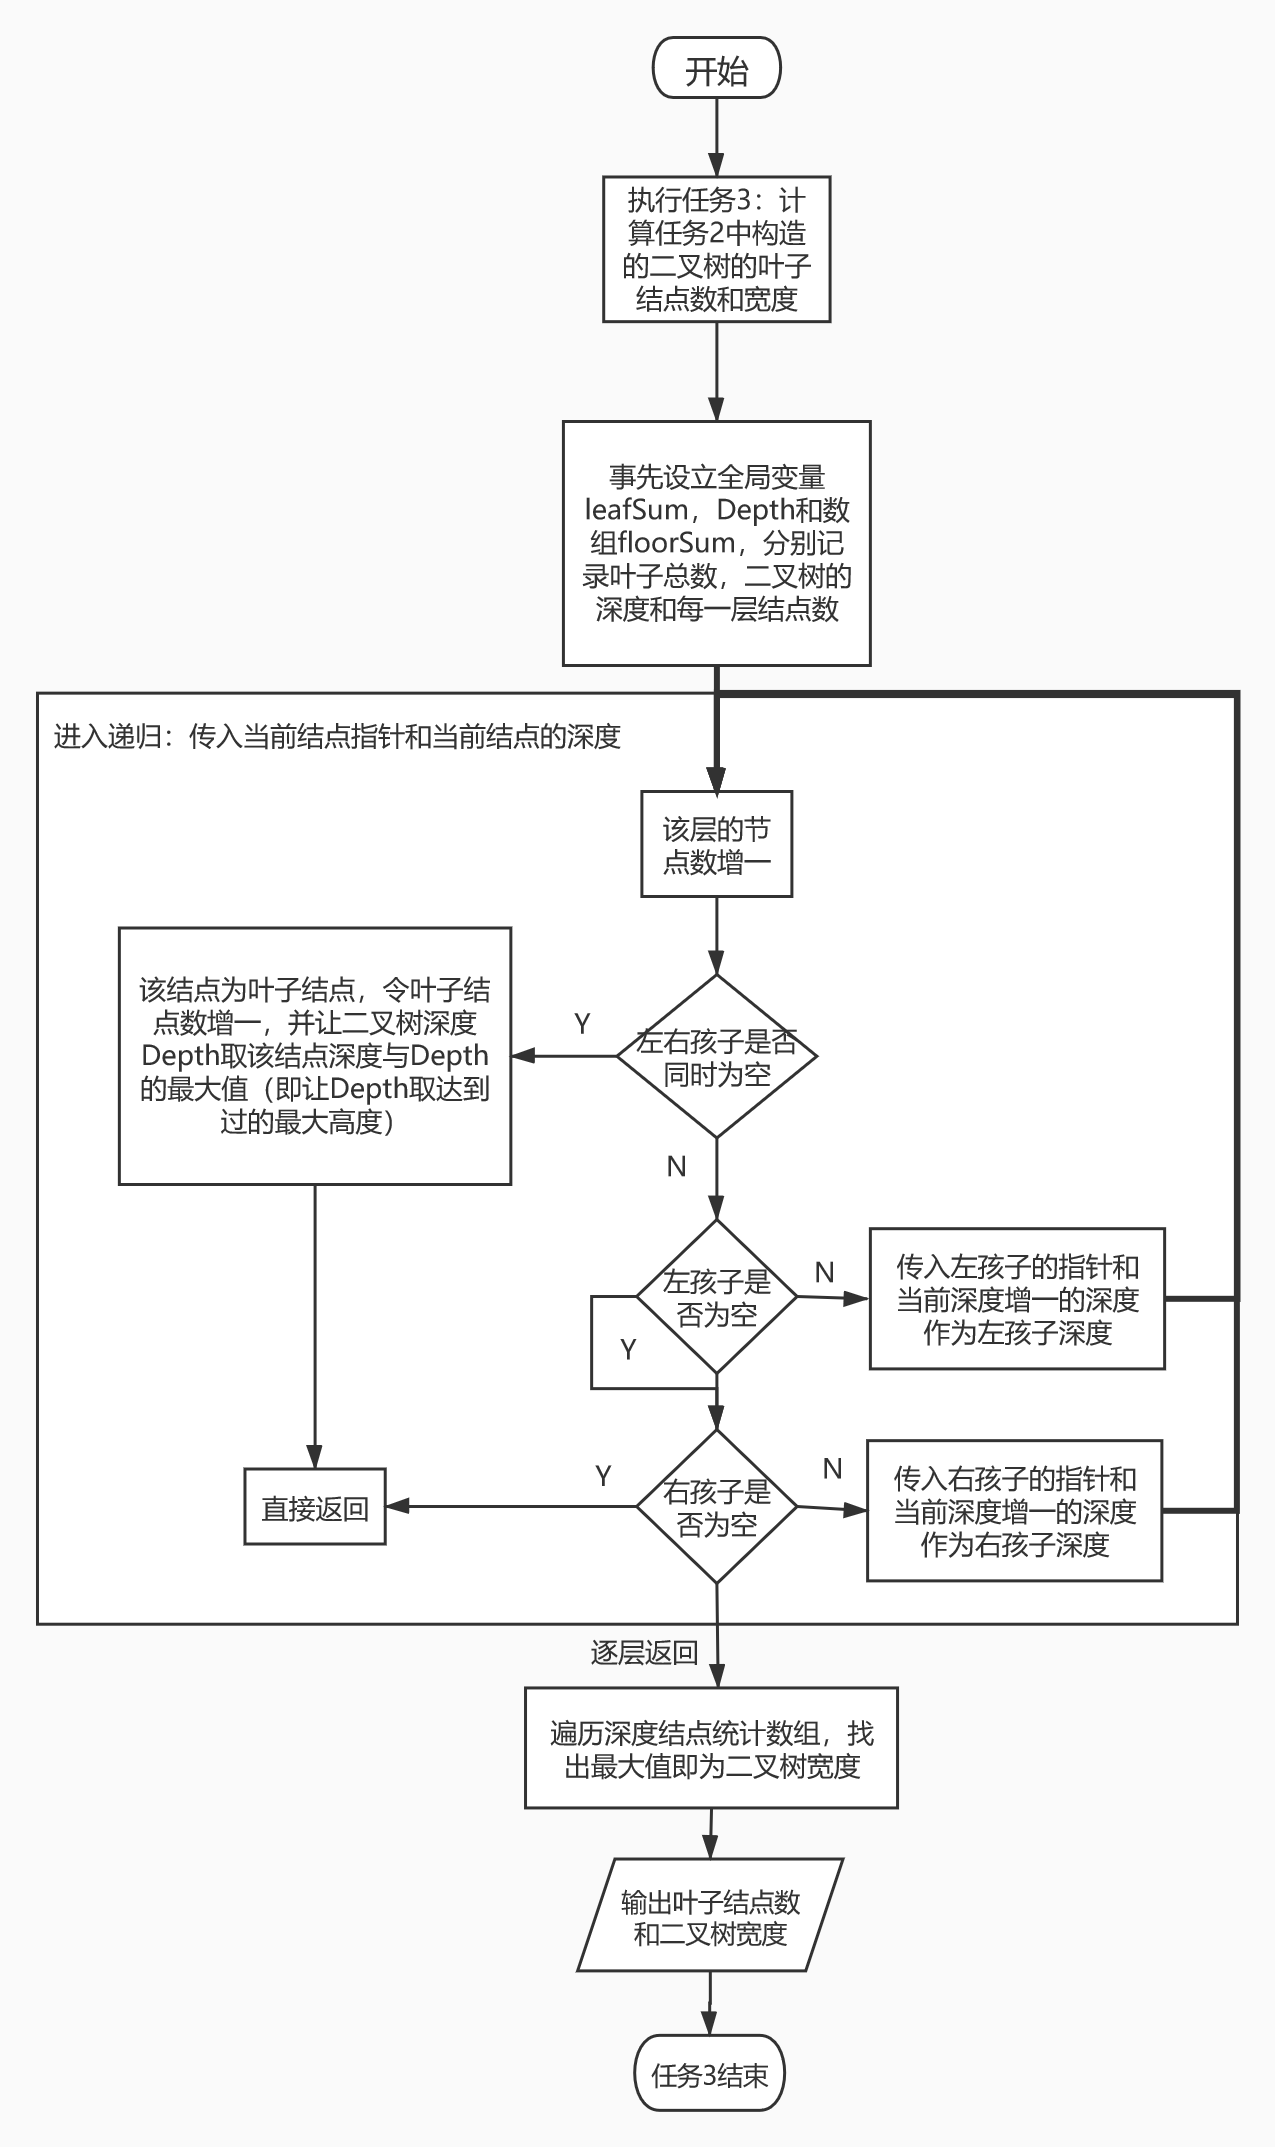 开始
执行任务3：计
算任务2中构造
的二叉树的叶子
结点数和宽度
事先设立全局变量
leafSum，Depth和数
组floorSum，分别记
录叶子总数，二叉树的
深度和每一层结点数
进入递归：传入当前结点指针和当前结点的深度
该层的节
点数增一
左右孩子是否
同时为空
Y
该结点为叶子结点，令叶子结
点数增一，并让二叉树深度
Depth取该结点深度与Depth
的最大值（即让Depth取达到
过的最大高度）
N
左孩子是
否为空
N
传入左孩子的指针和
当前深度增一的深度
作为左孩子深度
Y
右孩子是
否为空
N
传入右孩子的指针和
当前深度增一的深度
作为右孩子深度
Y
直接返回
逐层返回
遍历深度结点统计数组，找
出最大值即为二叉树宽度
输出叶子结点数
和二叉树宽度
任务3结束